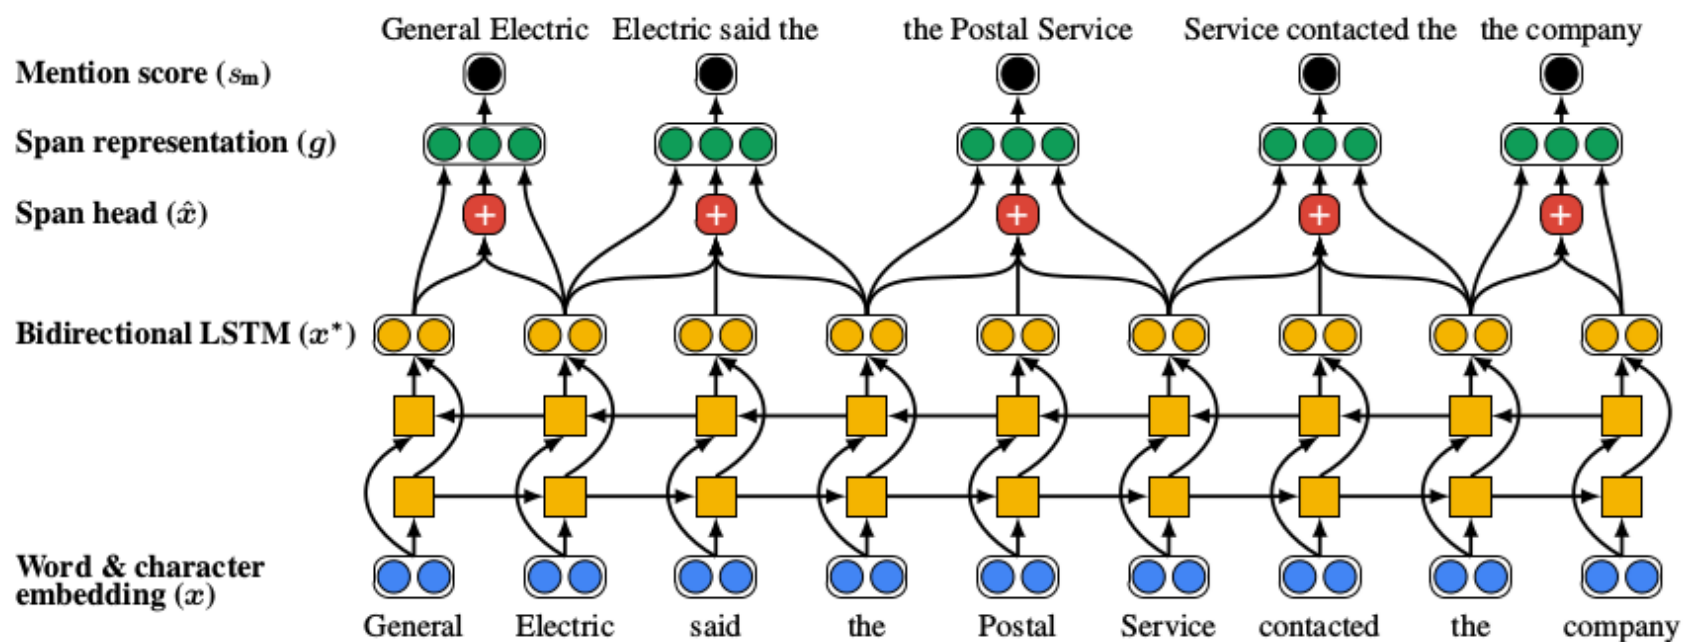 General Electric Electric said the the Postal Service Service contacted the the company
Mention score (sₘ)
Span representation (g)
+ + + + +
Span head (x̂)
Bidirectional LSTM (x*)
Word & character
embedding (x)
General Electric said the Postal Service contacted the company